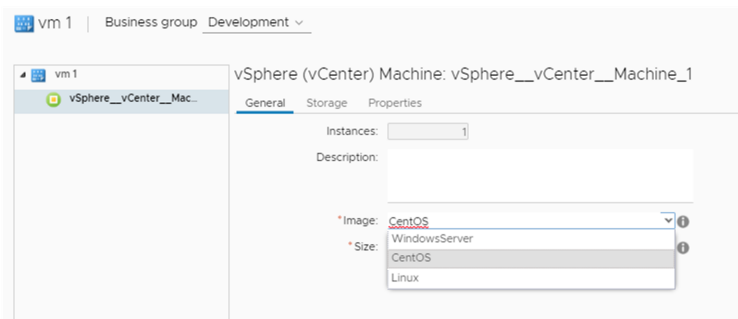 vm 1 Business group Development
vm 1
vSphere__vCenter__Mac...
vSphere (vCenter) Machine: vSphere__vCenter__Machine_1
General Storage Properties
Instances: 1
Description:
*Image: CentOS
WindowsServer
CentOS
Linux
*Size: